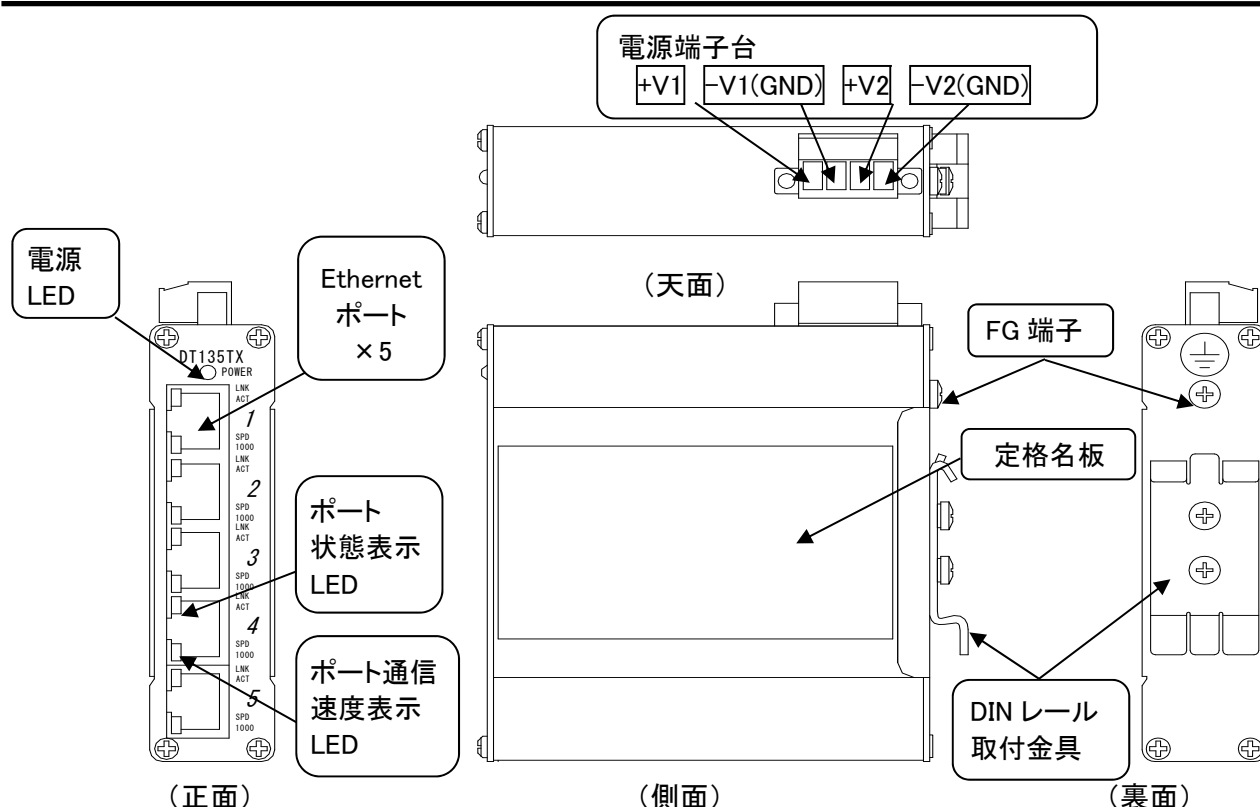 電源端子台
+V1 -V1(GND) +V2 -V2(GND)
(天面)
電源
LED
Ethernet
ポート
×5
DT135TX
POWER
LNK
ACT
1
SPD
1000
LNK
ACT
2
SPD
1000
LNK
ACT
3
SPD
1000
LNK
ACT
4
SPD
1000
LNK
ACT
5
SPD
1000
ポート
状態表示
LED
ポート通信
速度表示
LED
(正面)
FG 端子
定格名板
DIN レール
取付金具
(側面)
(裏面)